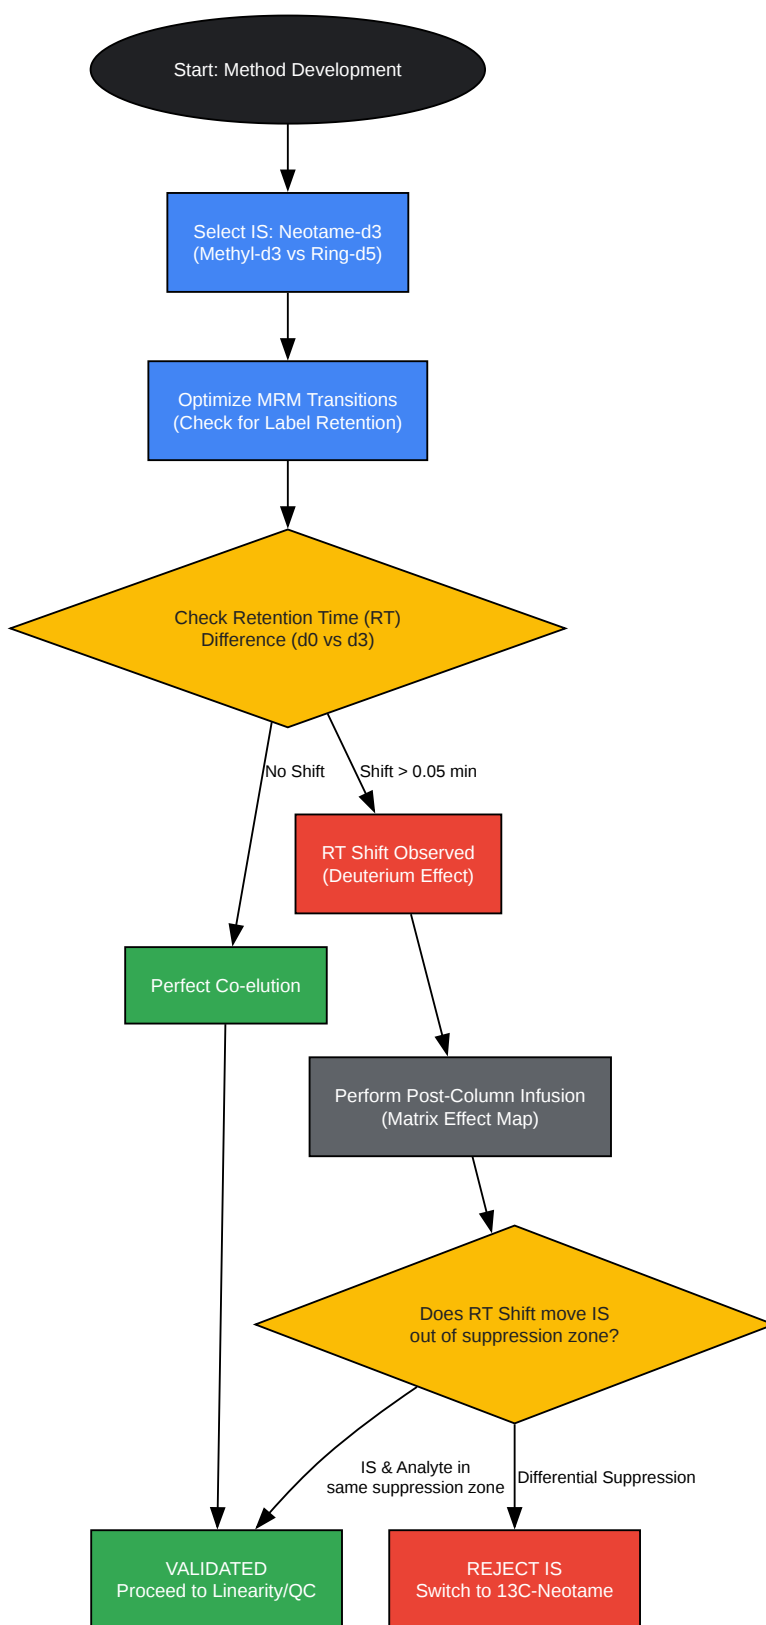 Start: Method Development
Select IS: Neotame-d3
(Methyl-d3 vs Ring-d5)
Optimize MRM Transitions
(Check for Label Retention)
Check Retention Time (RT)
Difference (d0 vs d3)
No Shift
Shift > 0.05 min
RT Shift Observed
(Deuterium Effect)
Perfect Co-elution
Perform Post-Column Infusion
(Matrix Effect Map)
Does RT Shift move IS
out of suppression zone?
IS & Analyte in
same suppression zone
Differential Suppression
VALIDATED
Proceed to Linearity/QC
REJECT IS
Switch to 13C-Neotame